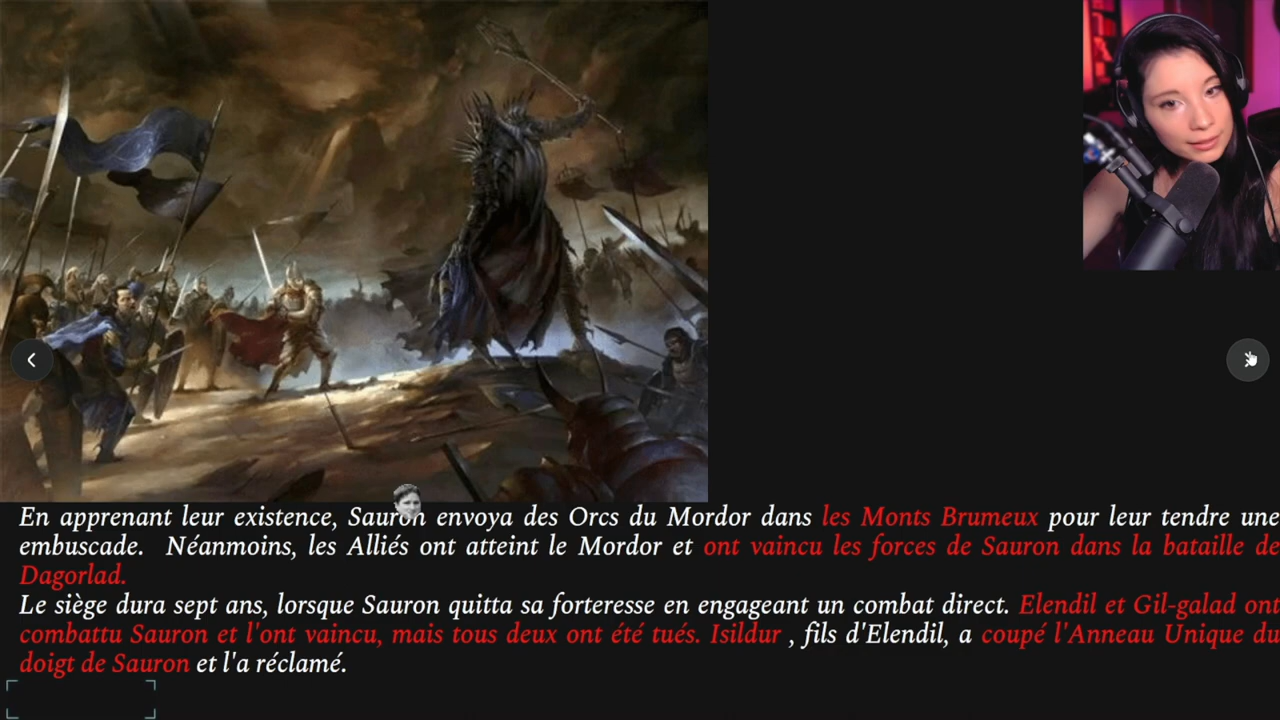 En apprenant leur existence, Sauron envoya des Orcs du Mordor dans les Monts Brumeux pour leur tendre une
embuscade. Néanmoins, les Alliés ont atteint le Mordor et ont vaincu les forces de Sauron dans la bataille de
Dagorlad.
Le siège dura sept ans, lorsque Sauron quitta sa forteresse en engageant un combat direct. Elendil et Gil-galad ont
combattu Sauron et l'ont vaincu, mais tous deux ont été tués. Isildur , fils d'Elendil, a coupé l'Anneau Unique du
doigt de Sauron et l'a réclamé.